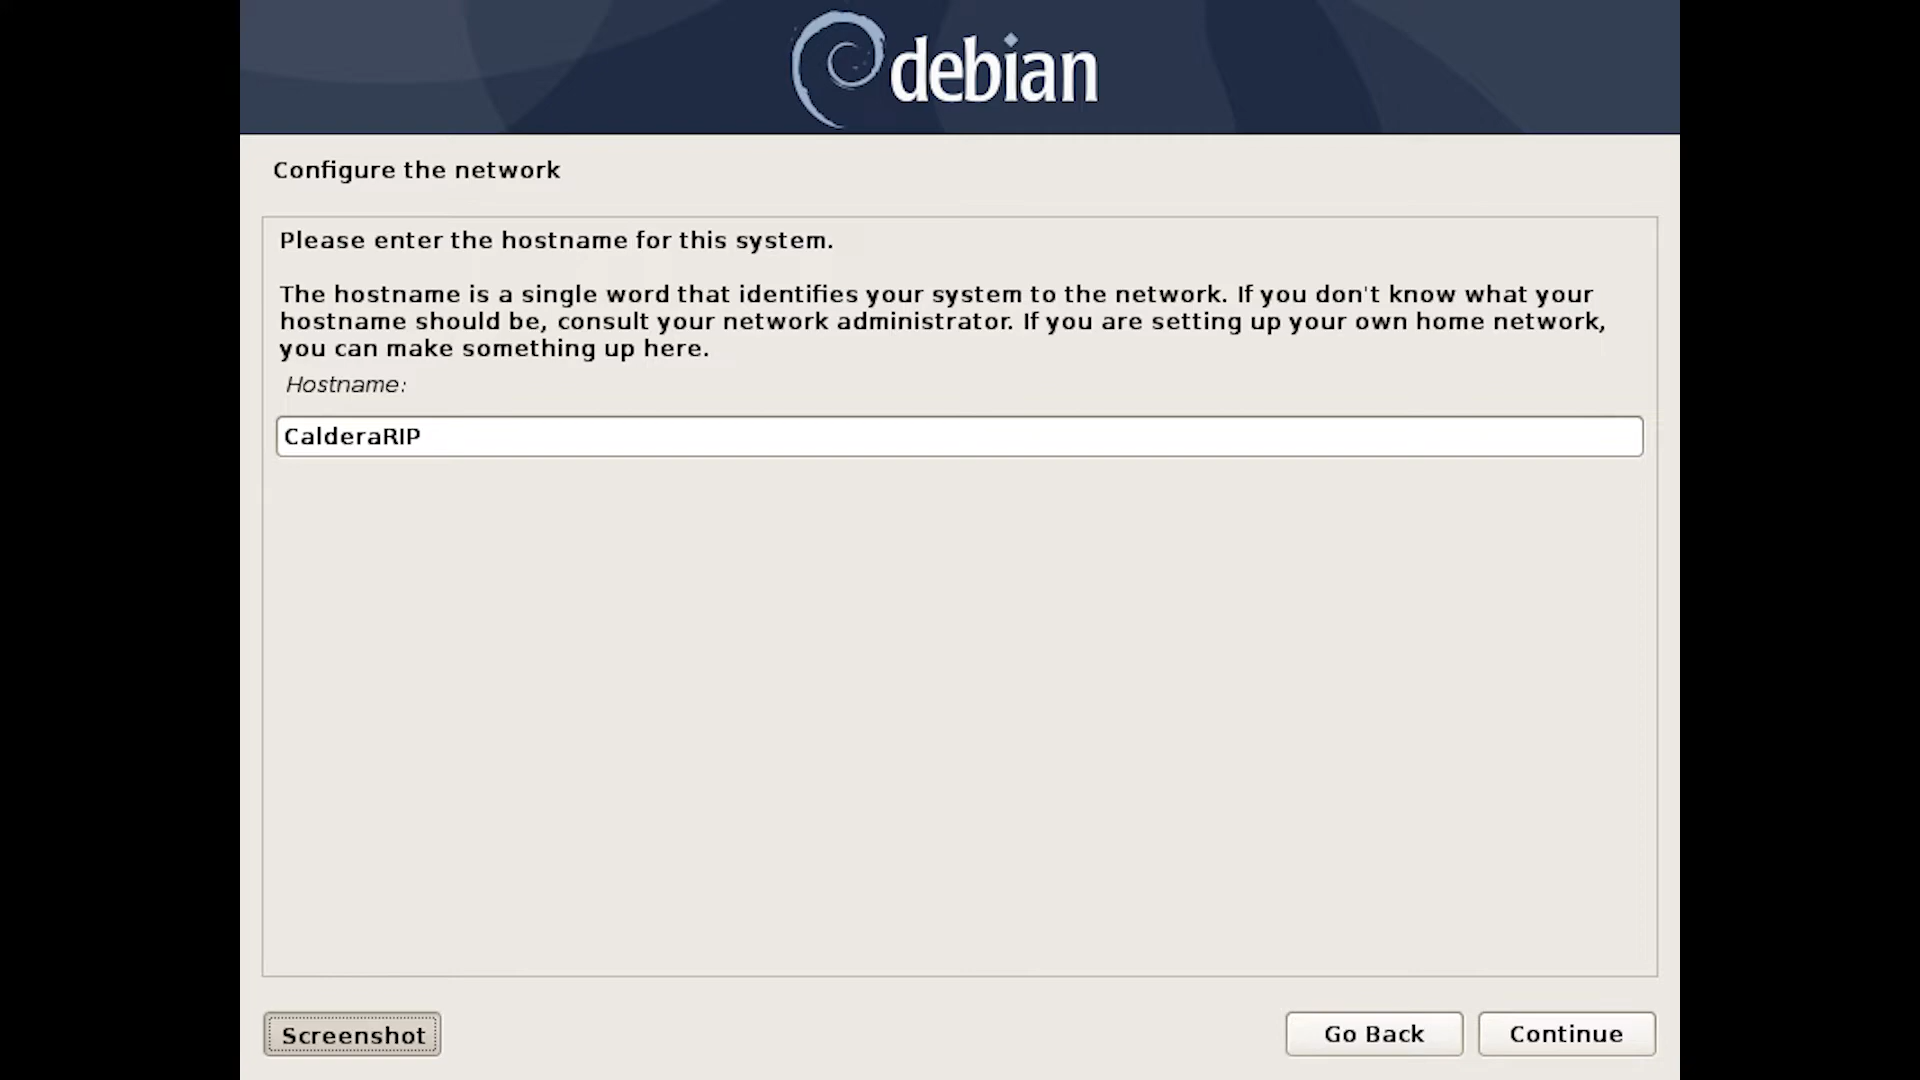 debian
Configure the network
Please enter the hostname for this system.
The hostname is a single word that identifies your system to the network. If you don't know what your
hostname should be, consult your network administrator. If you are setting up your own home network,
you can make something up here.
Hostname:
CalderaRIP
Screenshot
Go Back
Continue